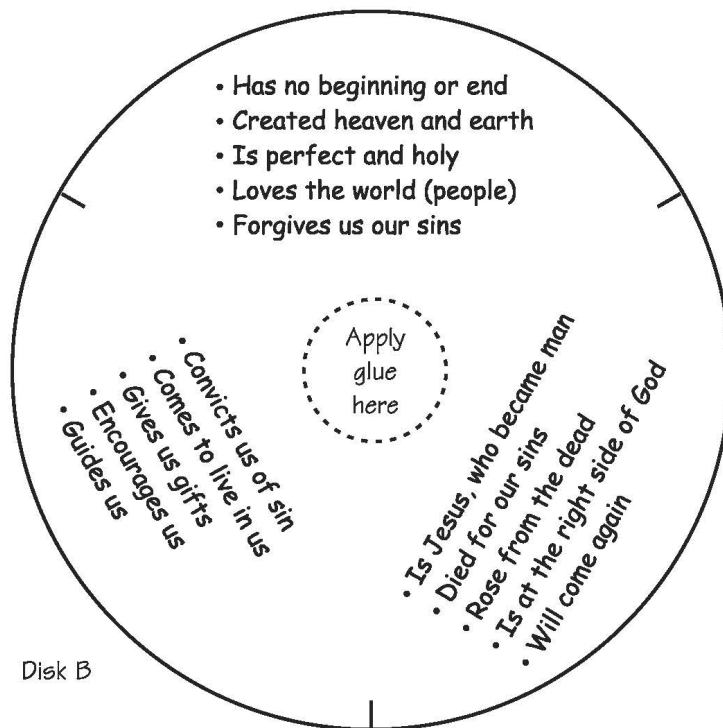 • Has no beginning or end
• Created heaven and earth
• Is perfect and holy
• Loves the world (people)
• Forgives us our sins
Apply
glue
here
• Convicts us of sin
• Comes to live in us
• Gives us gifts
• Encourages us
• Guides us
• Is Jesus, who became man
• Died for our sins
• Rose from the dead
• Is at the right side of God
• Will come again
Disk B